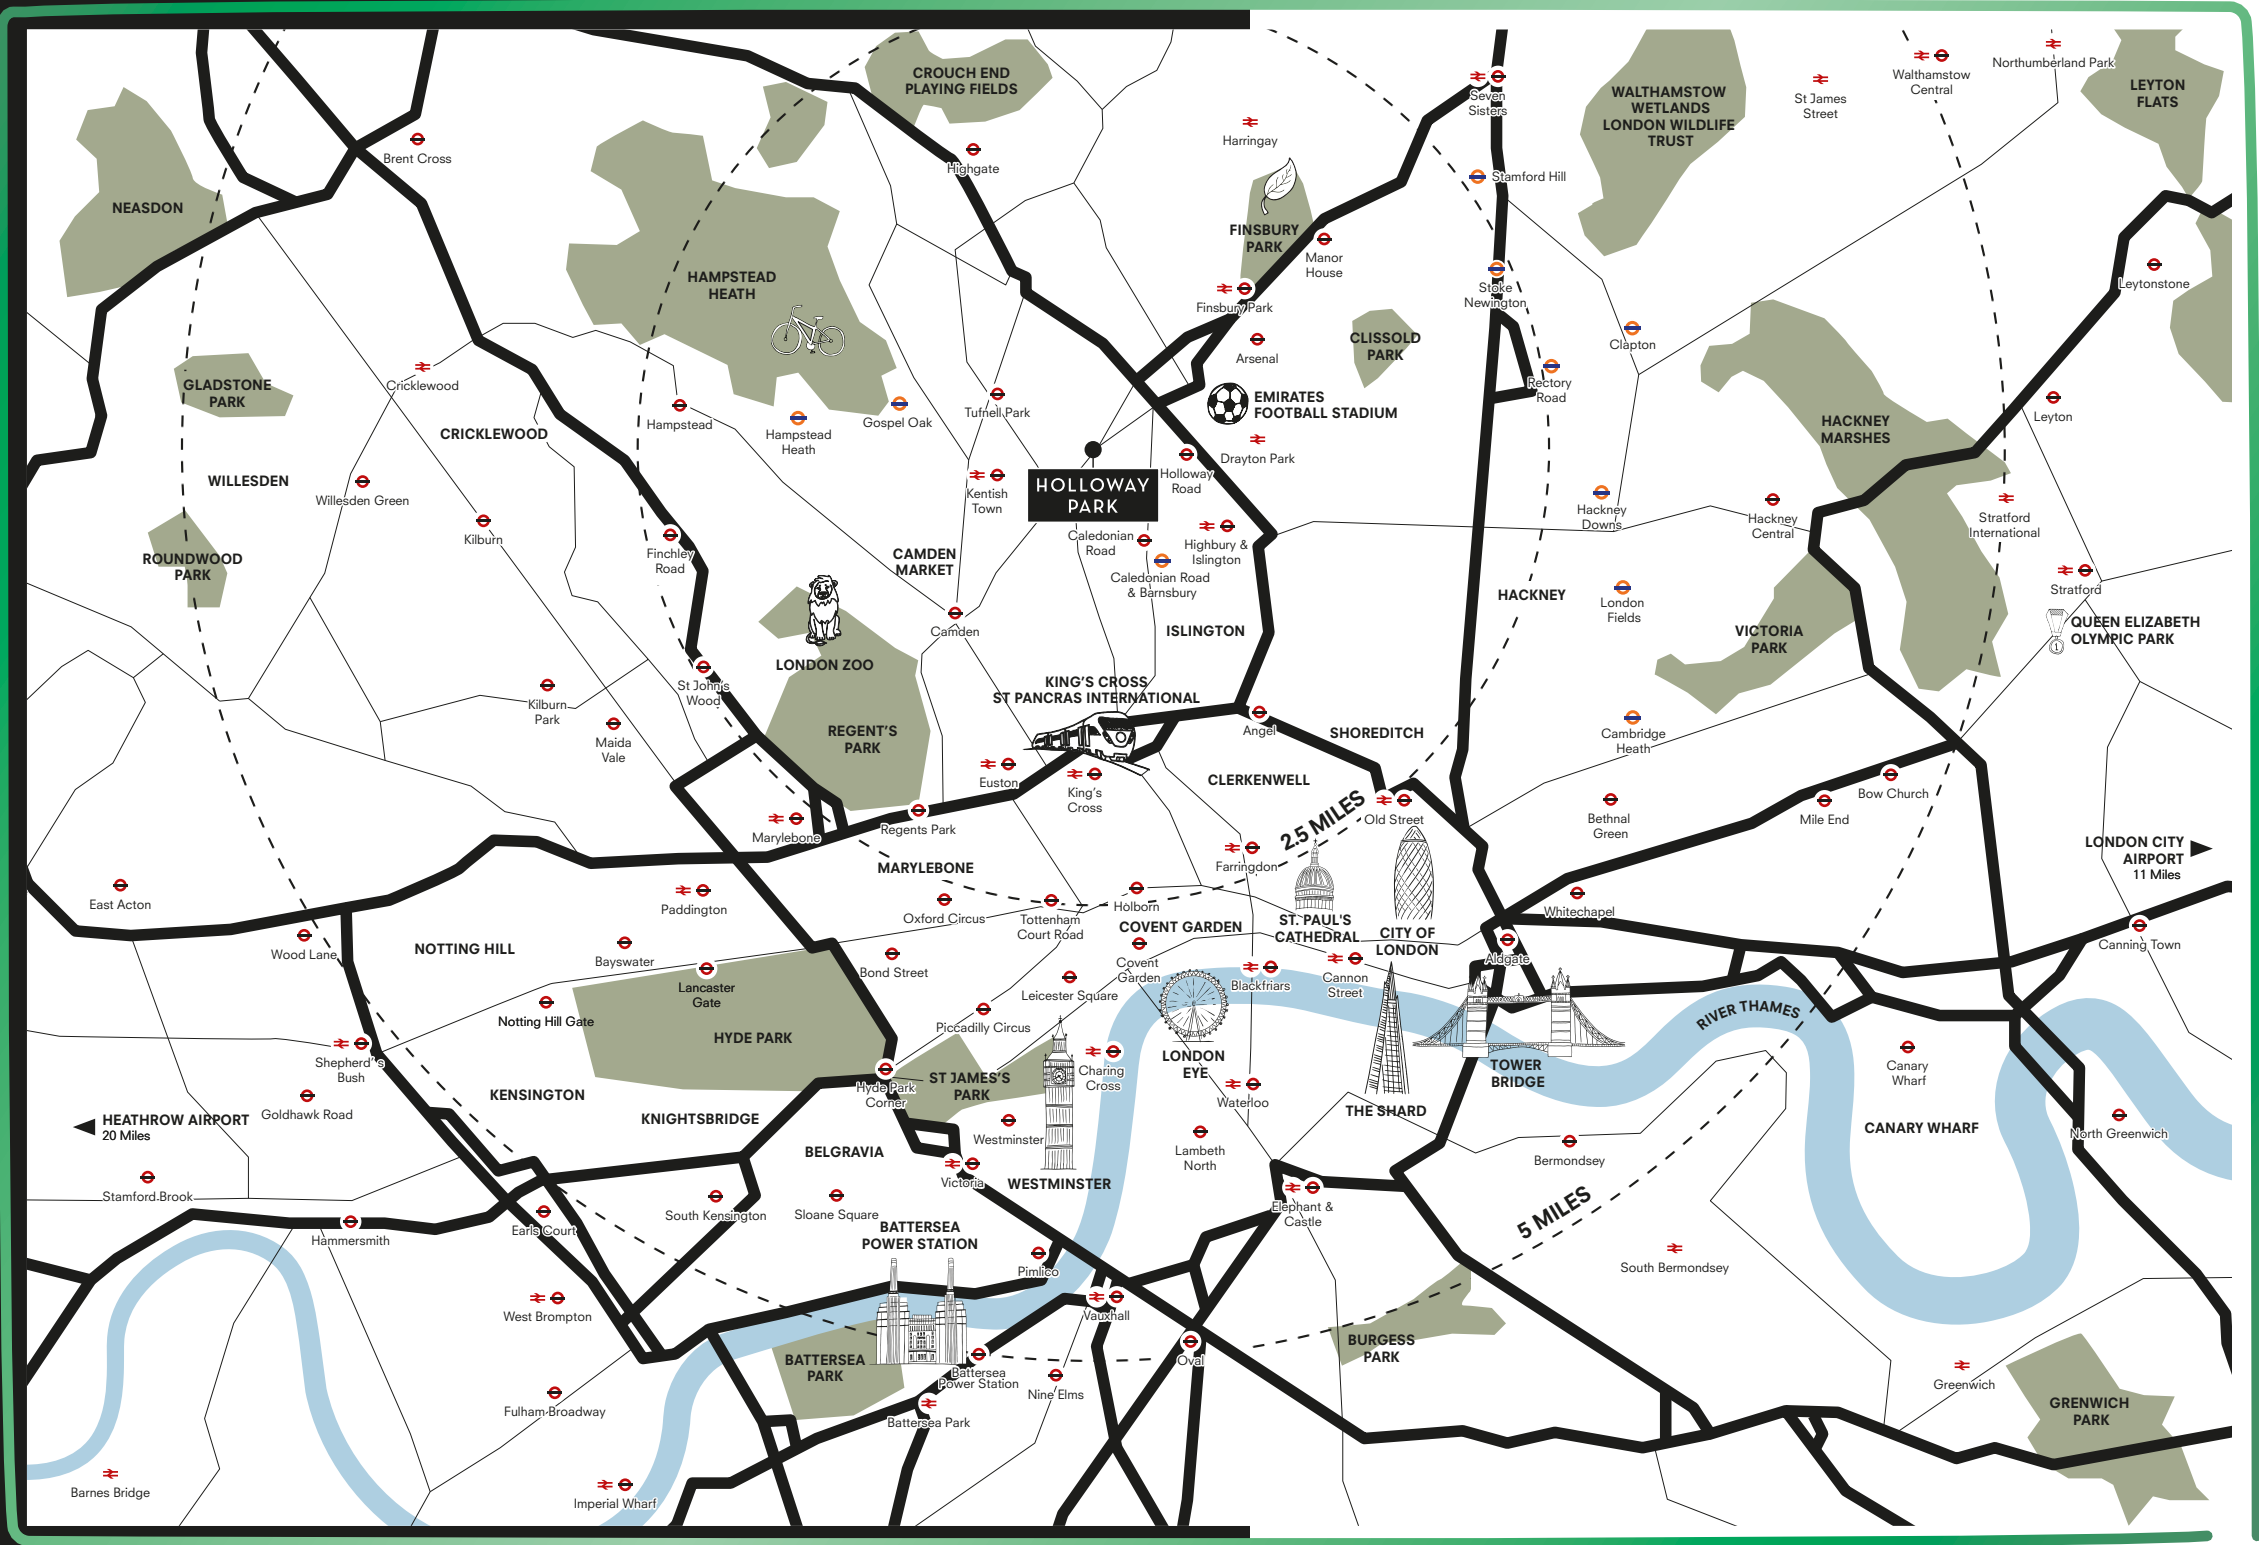 CROUCH END
PLAYING FIELDS
Seven
Sisters
WALTHAMSTOW
WETLANDS
LONDON WILDLIFE
TRUST
St James
Street
Walthamstow
Central
Northumberland Park
LEYTON
FLATS
Brent Cross
Highgate
Harringay
Stamford Hill
NEASDON
FINSBURY
PARK
Manor
House
HAMPSTEAD
HEATH
Finsbury Park
Stoke
Newington
Leytonstone
Arsenal
CLISSOLD
PARK
Clapton
GLADSTONE
PARK
Cricklewood
Rectory
Road
Hampstead
Hampstead
Heath
Gospel Oak
Tufnell Park
EMIRATES
FOOTBALL STADIUM
Leyton
CRICKLEWOOD
HACKNEY
MARSHES
Drayton Park
WILLESDEN
Willesden Green
Kentish
Town
HOLLOWAY
PARK
Holloway
Road
Hackney
Downs
Hackney
Central
Stratford
International
Kilburn
Finchley
Road
ROUNDWOOD
PARK
CAMDEN
MARKET
Caledonian
Road
Highbury &
Islington
Caledonian Road
& Barnsbury
HACKNEY
London
Fields
Stratford
Camden
ISLINGTON
VICTORIA
PARK
QUEEN ELIZABETH
OLYMPIC PARK
1
LONDON ZOO
St John's
Wood
KING'S CROSS
ST PANCRAS INTERNATIONAL
Kilburn
Park
Maida
Vale
REGENT'S
PARK
Angel
SHOREDITCH
Cambridge
Heath
Euston
King's
Cross
CLERKENWELL
Bow Church
Marylebone
Regents Park
2.5 MILES
Old Street
Bethnal
Green
Mile End
MARYLEBONE
Farringdon
LONDON CITY
AIRPORT
11 Miles
East Acton
Paddington
Oxford Circus
Tottenham
Court Road
Holborn
Whitechapel
Wood Lane
NOTTING HILL
Bayswater
COVENT GARDEN
ST. PAUL'S
CATHEDRAL
CITY OF
LONDON
Aldgate
Canning Town
Bond Street
Covent
Garden
Lancaster
Gate
Leicester Square
Blackfriars
Cannon
Street
Notting Hill Gate
Piccadilly Circus
RIVER THAMES
HYDE PARK
Shepherd's
Bush
LONDON
EYE
Charing
Cross
TOWER
BRIDGE
Canary
Wharf
Hyde Park
Corner
ST JAMES'S
PARK
KENSINGTON
Goldhawk Road
Waterloo
THE SHARD
HEATHROW AIRPORT
20 Miles
KNIGHTSBRIDGE
CANARY WHARF
North Greenwich
Westminster
BELGRAVIA
Lambeth
North
Bermondsey
Stamford Brook
Victoria
WESTMINSTER
Elephant &
Castle
5 MILES
South Kensington
Sloane Square
Earls Court
Hammersmith
BATTERSEA
POWER STATION
Pimlico
South Bermondsey
West Brompton
Vauxhall
BURGESS
PARK
Oval
BATTERSEA
PARK
Battersea
Power Station
Nine Elms
Greenwich
Fulham Broadway
Battersea Park
GRENWICH
PARK
Barnes Bridge
Imperial Wharf